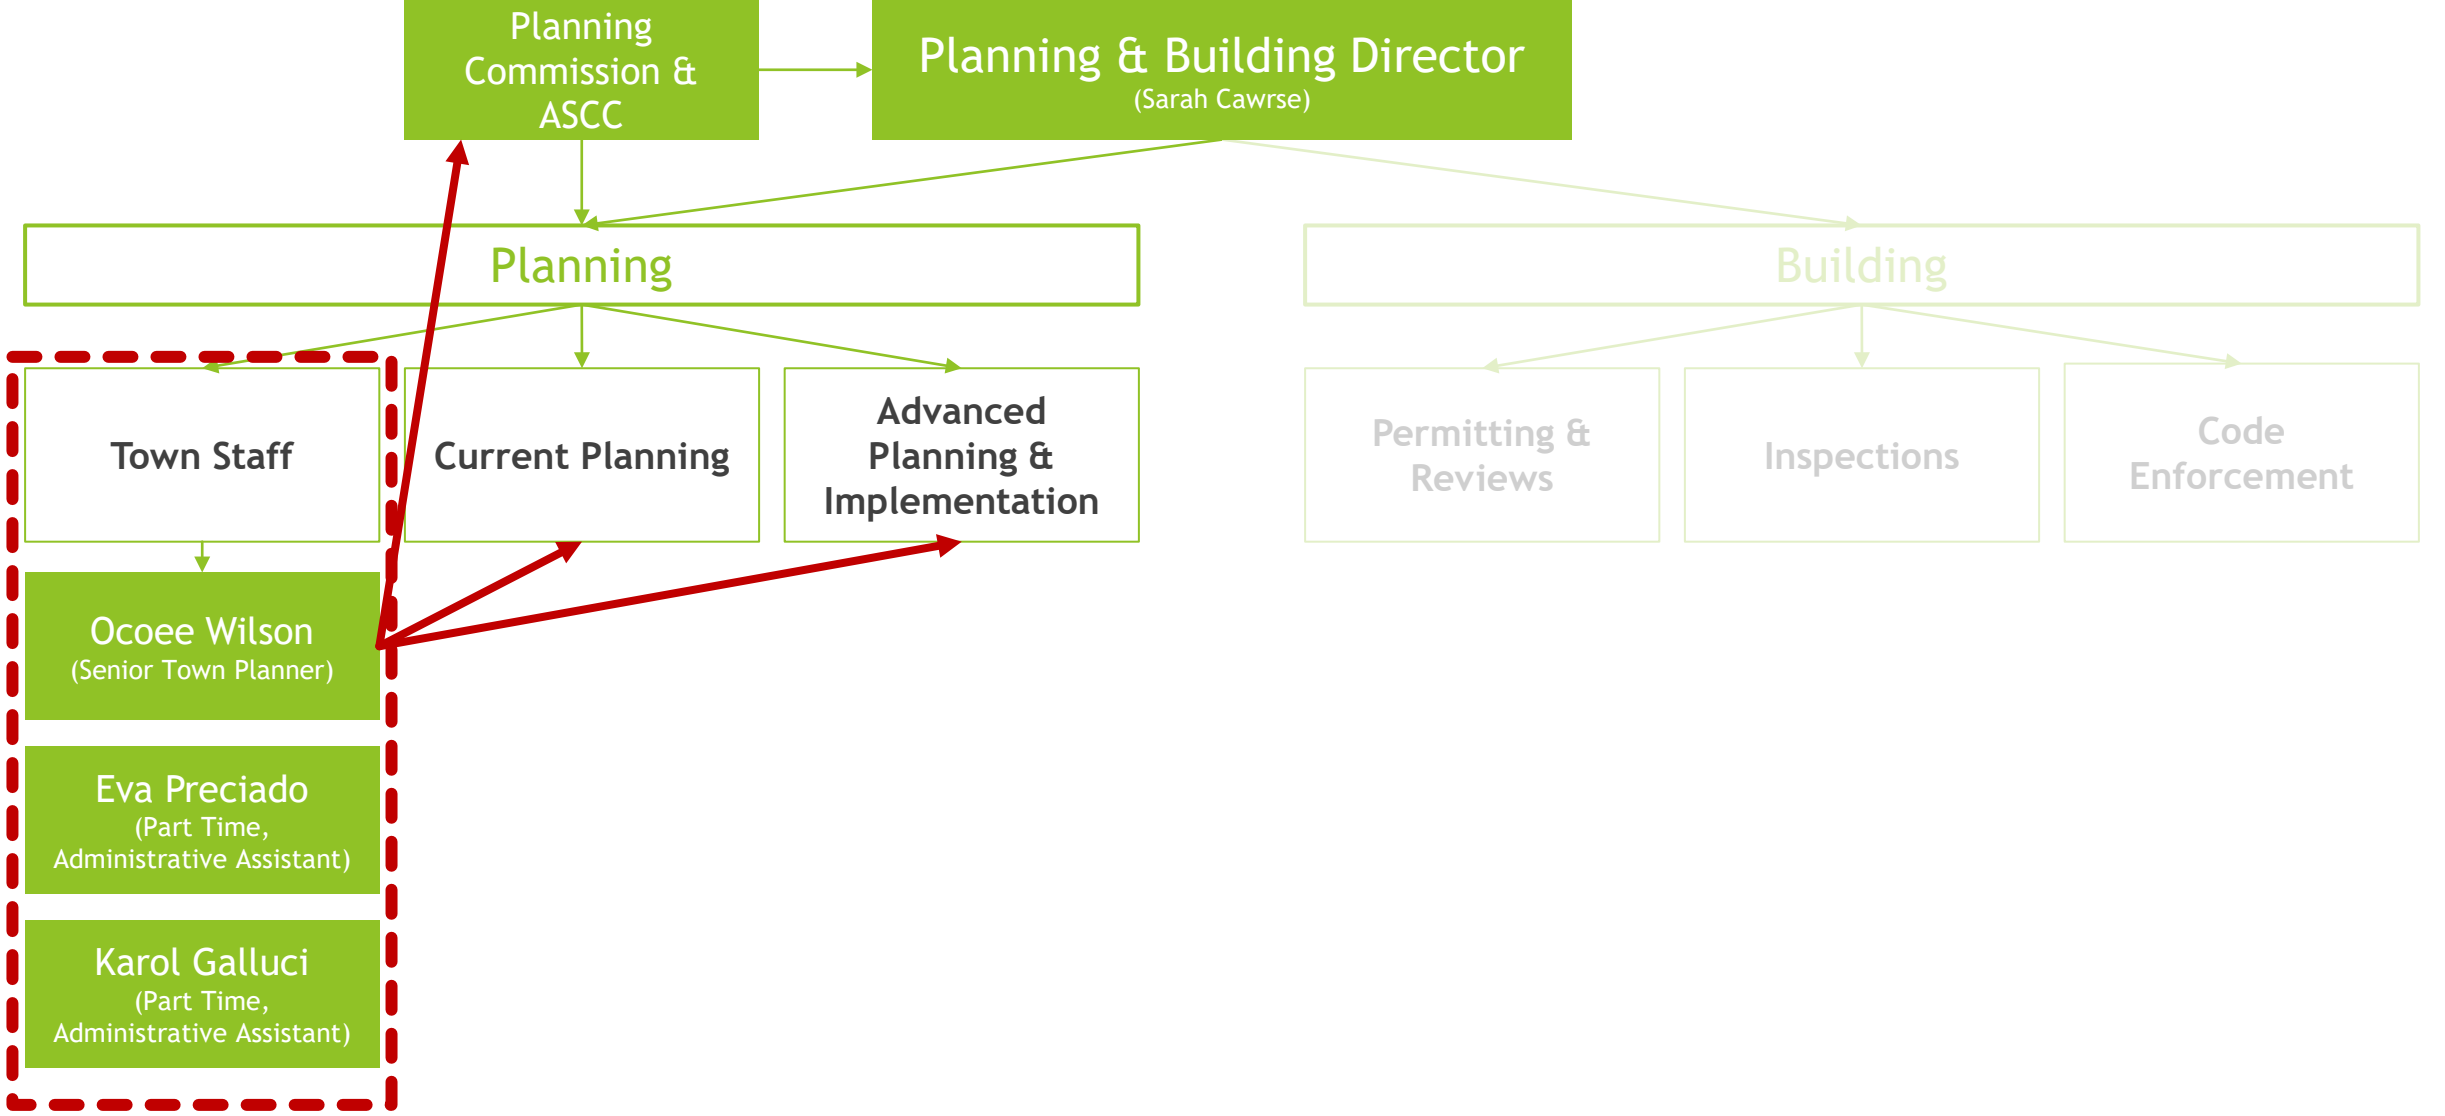 Planning
Commission &
ASCC
Planning & Building Director
(Sarah Cawrse)
Planning
Building
Town Staff
Current Planning
Advanced
Planning &
Implementation
Permitting &
Reviews
Inspections
Code
Enforcement
Ocoee Wilson
(Senior Town Planner)
Eva Preciado
(Part Time,
Administrative Assistant)
Karol Galluci
(Part Time,
Administrative Assistant)